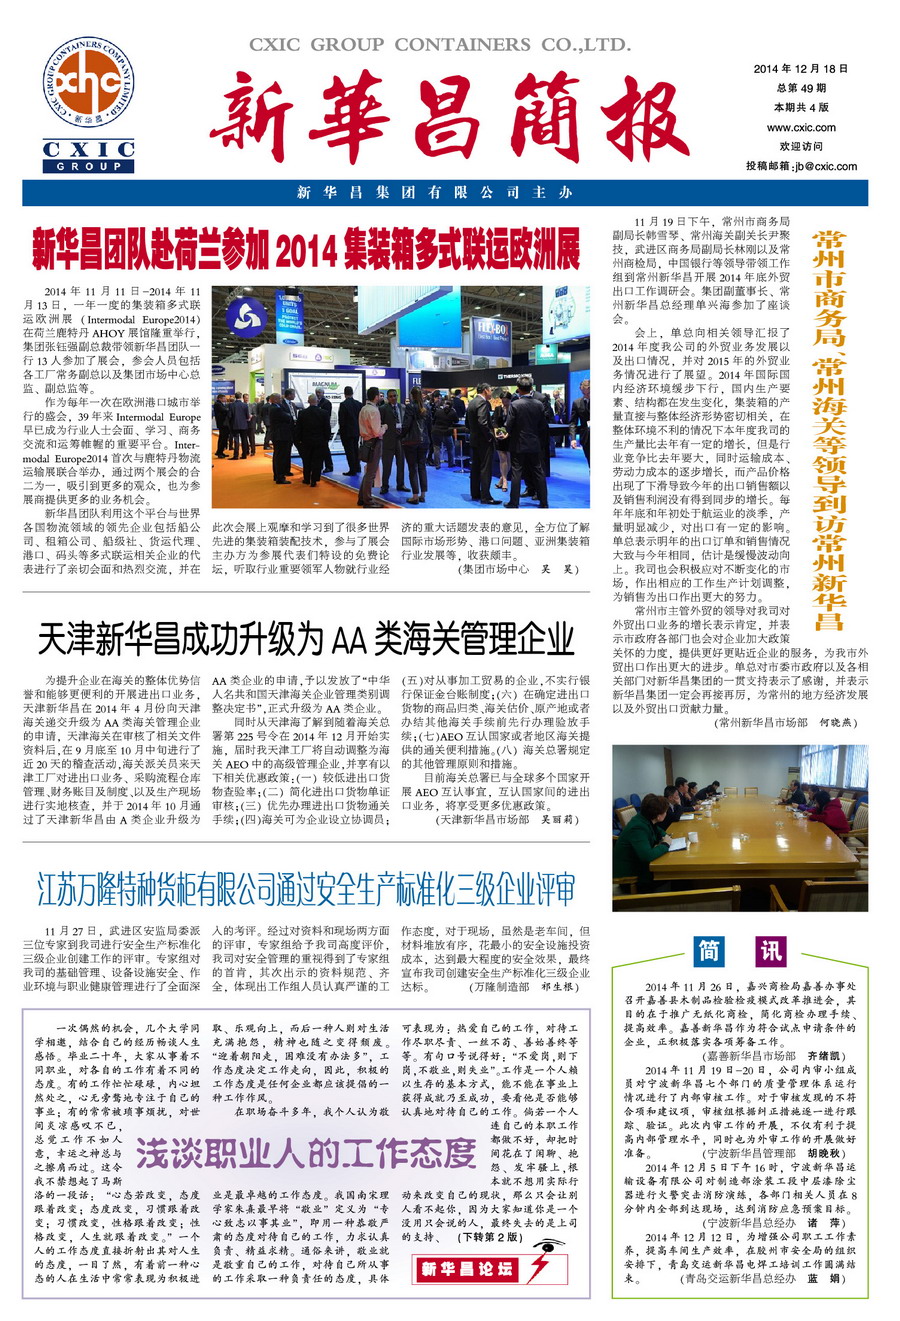 CXIC GROUP CONTAINERS CO.,LTD.
CXIC GROUP CONTAINERS COMPANY LIMITED
xhc
新华昌
CXIC
GROUP
新華昌簡报
2014 年 12 月 18 日
总第 49 期
本期共 4 版
www.cxic.com
欢迎访问
投稿邮箱:jb@cxic.com
新华昌集团有限公司主办
新华昌团队赴荷兰参加 2014 集装箱多式联运欧洲展
2014 年 11 月 11 日-2014 年 11
月 13 日，一年一度的集装箱多式联
运欧洲展 ( Intermodal Europe2014)
在荷兰鹿特丹 AHOY 展馆隆重举行，
集团张钰强副总裁带领新华昌团队一
行 13 人参加了展会，参会人员包括
各工厂常务副总以及集团市场中心总
监、副总监等。
作为每年一次在欧洲港口城市举
行的盛会，39 年来 Intermodal Europe
早已成为行业人士会面、学习、商务
交流和运筹帷幄的重要平台。Inter-
modal Europe2014 首次与鹿特丹物流
运输展联合举办，通过两个展会的合
二为一，吸引到更多的观众，也为参
展商提供更多的业务机会。
新华昌团队利用这个平台与世界
各国物流领域的领先企业包括船公
司、租箱公司、船级社、货运代理、
港口、码头等多式联运相关企业的代
表进行了亲切会面和热烈交流，并在
此次会展上观摩和学习到了很多世界
先进的集装箱装配技术，参与了展会
主办方为参展代表们特设的免费论
坛，听取行业重要领军人物就行业经
济的重大话题发表的意见，全方位了解
国际市场形势、港口问题、亚洲集装箱
行业发展等，收获颇丰。
(集团市场中心 吴 昊)
天津新华昌成功升级为 AA 类海关管理企业
为提升企业在海关的整体优势信
誉和能够更便利的开展进出口业务，
天津新华昌在 2014 年 4 月份向天津
海关递交升级为 AA 类海关管理企业
的申请，天津海关在审核了相关文件
资料后,在 9 月底至 10 月中旬进行了
近 20 天的稽查活动,海关派关员来天
津工厂对进出口业务、采购流程仓库
管理、财务账目及制度、以及生产现场
进行实地核查，并于 2014 年 10 月通
过了天津新华昌由 A 类企业升级为
AA 类企业的申请,予以发放了“中华
人名共和国天津海关企业管理类别调
整决定书”,正式升级为 AA 类企业。
同时从天津海了解到随着海关总
署第 225 号令在 2014 年 12 月开始实
施，届时我天津工厂将自动调整为海
关 AEO 中的高级管理企业,并享有以
下相关优惠政策:(一) 较低进出口货
物查验率;(二) 简化进出口货物单证
审核;(三) 优先办理进出口货物通关
手续;(四)海关可为企业设立协调员；
(五)对从事加工贸易的企业,不实行银
行保证金台账制度;(六) 在确定进出口
货物的商品归类、海关估价、原产地或者
办结其他海关手续前先行办理验放手
续;(七)AEO 互认国家或者地区海关提
供的通关便利措施。(八) 海关总署规定
的其他管理原则和措施。
目前海关总署已与全球多个国家开
展 AEO 互认事宜，互认国家间的进出
口业务，将享受更多优惠政策。
(天津新华昌市场部 吴丽莉)
江苏万隆特种货柜有限公司通过安全生产标准化三级企业评审
11 月 27 日，武进区安监局委派
三位专家到我司进行安全生产标准化
三级企业创建工作的评审。专家组对
我司的基础管理、设备设施安全、作
业环境与职业健康管理进行了全面深
入的考评。经过对资料和现场两方面
的评审，专家组给予我司高度评价，
我司对安全管理的重视得到了专家组
的首肯，其次出示的资料规范、齐
全，体现出工作组人员认真严谨的工
作态度，对于现场，虽然是老车间，但
材料堆放有序，花最小的安全设施投资
成本，达到最大程度的安全效果，最终
宣布我司创建安全生产标准化三级企业
达标。 (万隆制造部 祁生根)
浅谈职业人的工作态度
一次偶然的机会，几个大学同
学相邀，结合自己的经历畅谈人生
感悟。毕业二十年，大家从事着不
同职业，对各自的工作有着不同的
态度。有的工作忙忙碌碌，内心坦
然处之，心无旁骛地专注于自己的
事业；有的常常被琐事烦扰，对世
间炎凉感叹不已，
总觉工作不如人
意，幸运之神总与
之擦肩而过。这令
我不禁想起了马斯
洛的一段话：“心态若改变，态度
跟着改变；态度改变，习惯跟着改
变；习惯改变，性格跟着改变；性
格改变，人生就跟着改变。”一个
人的工作态度直接折射出其对人生
的态度，一目了然，有着前一种心
态的人在生活中常常表现为积极进
取、乐观向上，而后一种人则对生活
充满抱怨，精神也随之变得颓废。
“迎着朝阳走，困难没有办法多”，工
作态度决定工作走向，因此，积极的
工作态度是任何企业都应该提倡的一
种工作作风。
在职场奋斗多年，我个人认为敬
业是最卓越的工作态度。我国南宋理
学家朱熹最早将“敬业”定义为“专
心致志以事其业”，即用一种恭敬严
肃的态度对待自己的工作，力求认真
负责、精益求精。通俗来讲，敬业就
是敬重自己的工作，对待自己所从事
的工作采取一种负责任的态度，具体
可表现为：热爱自己的工作，对待工
作尽职尽责、一丝不苟、善始善终等
等。有句口号说得好：“不爱岗,则下
岗,不敬业,则失业”。工作是一个人赖
以生存的基本方式，能不能在事业上
获得成就乃至成功，要看他是否能够
认真地对待自己的工作。倘若一个人
连自己的本职工作
都做不好，却把时
间花在了闲聊、抱
怨、发牢骚上,根
本就不想用实际行
动来改变自己的现状，那么只会让别
人看不起你，因为大家知道你是一个
没用只会说的人，最终失去的是上司
的支持、 (下转第 2 版)
新华昌论坛
常州市商务局、常州海关等领导到访常州新华昌
11 月 19 日下午，常州市商务局
副局长韩雪琴、常州海关副关长尹聚
技，武进区商务局副局长林刚以及常
州商检局，中国银行等领导带领工作
组到常州新华昌开展 2014 年底外贸
出口工作调研会。集团副董事长、常
州新华昌总经理单兴海参加了座谈
会。
会上，单总向相关领导汇报了
2014 年度我公司的外贸业务发展以
及出口情况，并对 2015 年的外贸业
务情况进行了展望。2014 年国际国
内经济环境缓步下行，国内生产要
素、结构都在发生变化，集装箱的产
量直接与整体经济形势密切相关，在
整体环境不利的情况下本年度我司的
生产量比去年有一定的增长，但是行
业竞争比去年要大，同时运输成本、
劳动力成本的逐步增长，而产品价格
出现了下滑导致今年的出口销售额以
及销售利润没有得到同步的增长。每
年年底和年初处于航运业的淡季，产
量明显减少，对出口有一定的影响。
单总表示明年的出口订单和销售情况
大致与今年相同，估计是缓慢波动向
上。我司也会积极应对不断变化的市
场，作出相应的工作生产计划调整，
为销售为出口作出更大的努力。
常州市主管外贸的领导对我司对
外贸出口业务的增长表示肯定，并表
示市政府各部门也会对企业加大政策
关怀的力度，提供更好更贴近企业的服务，为我市外
贸出口作出更大的进步。单总对市委市政府以及各相
关部门对新华昌集团的一贯支持表示了感谢，并表示
新华昌集团一定会再接再厉，为常州的地方经济发展
以及外贸出口贡献力量。
(常州新华昌市场部 何晓燕)
简 讯
2014 年 11 月 26 日，嘉兴商检局嘉善办事处
召开嘉善县木制品检验检疫模式改革推进会，其
目的在于推广无纸化商检，简化商检办理手续、
提高效率。嘉善新华昌作为符合试点申请条件的
企业，正积极落实各项筹备工作。
(嘉善新华昌市场部 齐绪凯)
2014 年 11 月 19 日-20 日，公司内审小组成
员对宁波新华昌七个部门的质量管理体系运行
情况进行了内部审核工作。对于审核发现的不符
合项和建议项，审核组根据纠正措施逐一进行跟
踪、验证。此次内审工作的开展，不仅有利于提
高内部管理水平，同时也为外审工作的开展做好
准备。 (宁波新华昌管理部 胡晚秋)
2014 年 12 月 5 日下午 16 时，宁波新华昌运
输设备有限公司对制造部涂装工段中层漆除尘
器进行火警突击消防演练，各部门相关人员在 8
分钟内全部到达现场，达到消防应急预案目标。
(宁波新华昌总经办 诸 萍)
2014 年 12 月 12 日，为增强公司职工工作素
养，提高车间生产效率，在胶州市安全局的组织
安排下，青岛交运新华昌电焊工培训工作圆满结
束。 (青岛交运新华昌总经办 蓝 娟)